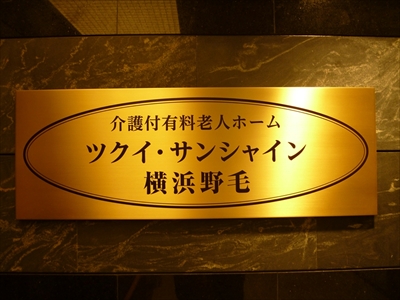 介護付有料老人ホーム
ツクイ・サンシャイン
横浜野毛